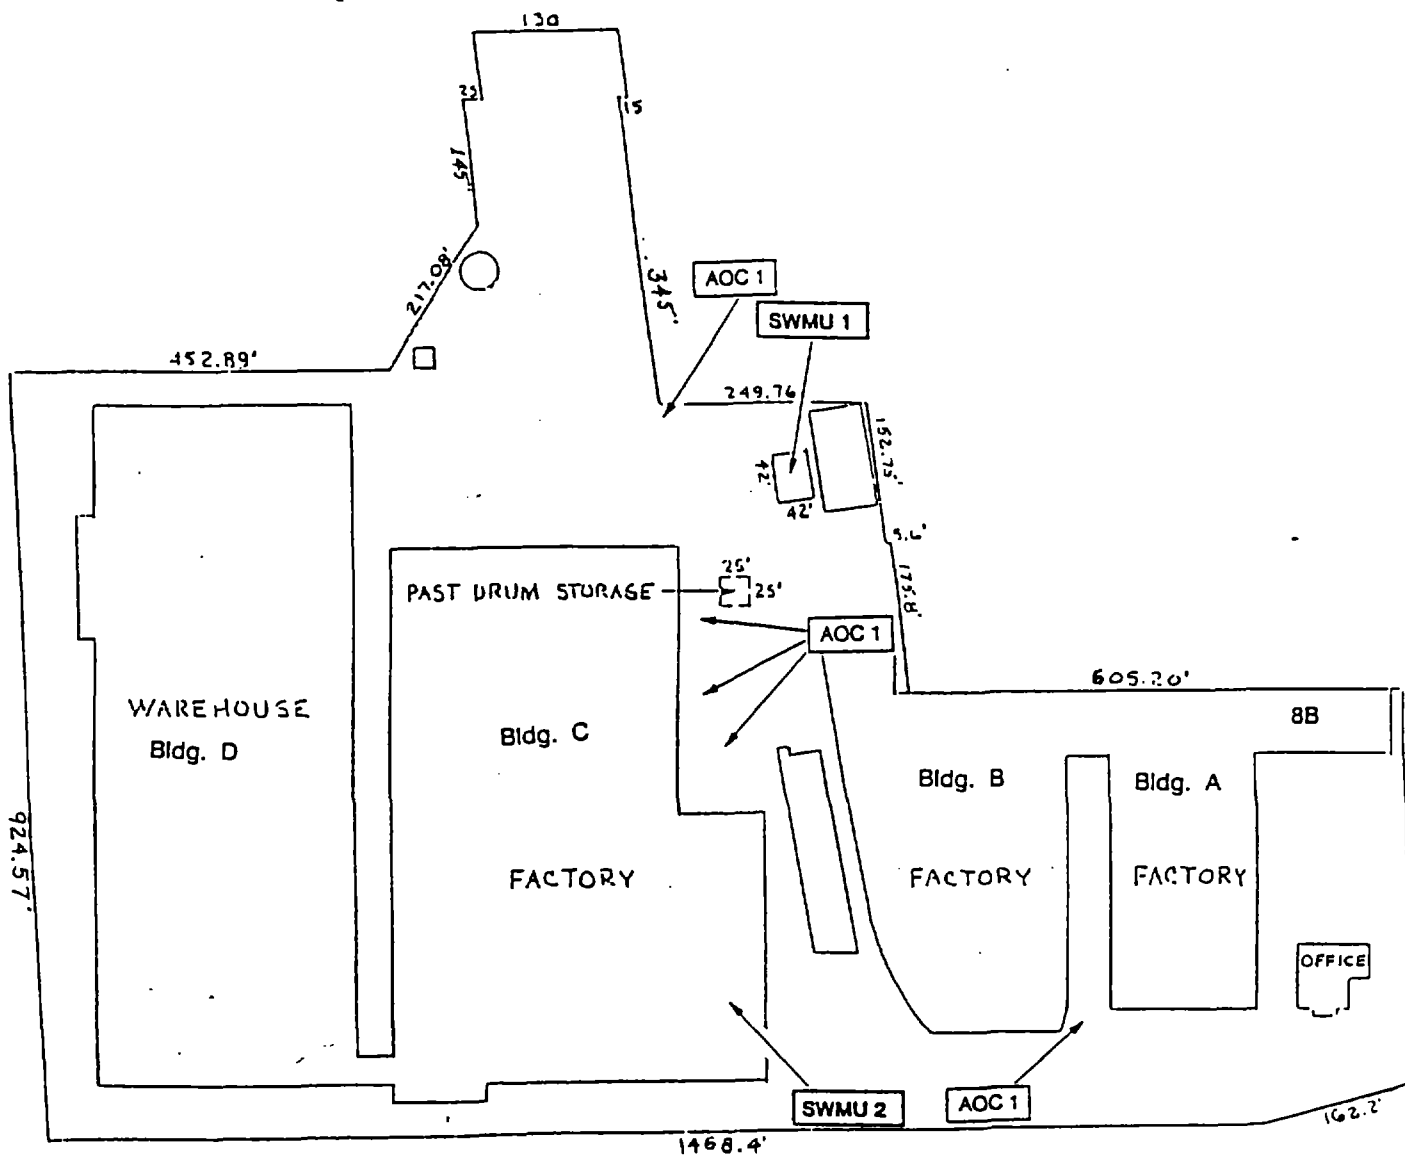 130
25
15
145'
217.08'
345'
AOC 1
SWMU 1
452.89'
249.76
152.75'
42'
42'
5.6'
175.8'
25'
PAST DRUM STORAGE
25'
AOC 1
605.20'
WAREHOUSE
Bldg. D
Bldg. C
8B
Bldg. B
Bldg. A
924.57'
FACTORY
FACTORY
FACTORY
OFFICE
SWMU 2
AOC 1
162.2'
1468.4'